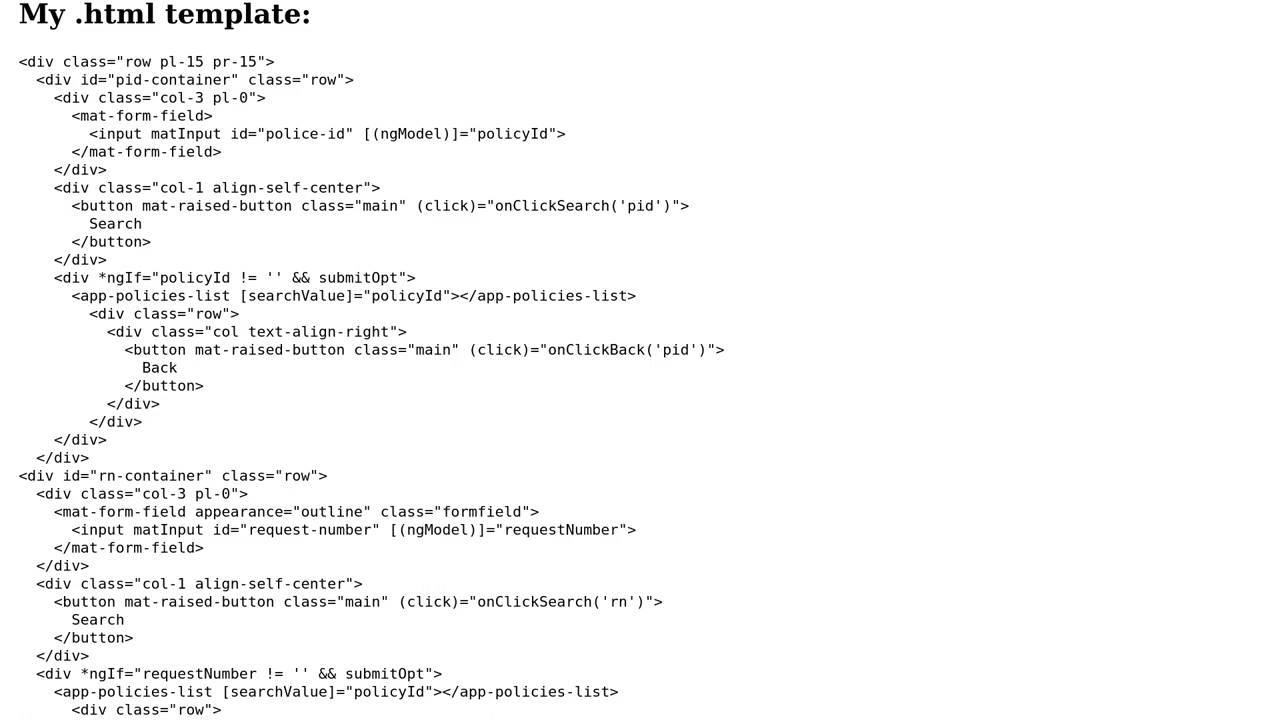 My .html template:
<div class="row pl-15 pr-15">
  <div id="pid-container" class="row">
    <div class="col-3 pl-0">
      <mat-form-field>
        <input matInput id="police-id" [(ngModel)]="policyId">
      </mat-form-field>
    </div>
    <div class="col-1 align-self-center">
      <button mat-raised-button class="main" (click)="onClickSearch('pid')">
        Search
      </button>
    </div>
    <div *ngIf="policyId != '' && submitOpt">
      <app-policies-list [searchValue]="policyId"></app-policies-list>
        <div class="row">
          <div class="col text-align-right">
            <button mat-raised-button class="main" (click)="onClickBack('pid')">
              Back
            </button>
          </div>
        </div>
    </div>
  </div>
<div id="rn-container" class="row">
  <div class="col-3 pl-0">
    <mat-form-field appearance="outline" class="formfield">
      <input matInput id="request-number" [(ngModel)]="requestNumber">
    </mat-form-field>
  </div>
  <div class="col-1 align-self-center">
    <button mat-raised-button class="main" (click)="onClickSearch('rn')">
      Search
    </button>
  </div>
  <div *ngIf="requestNumber != '' && submitOpt">
    <app-policies-list [searchValue]="policyId"></app-policies-list>
      <div class="row">